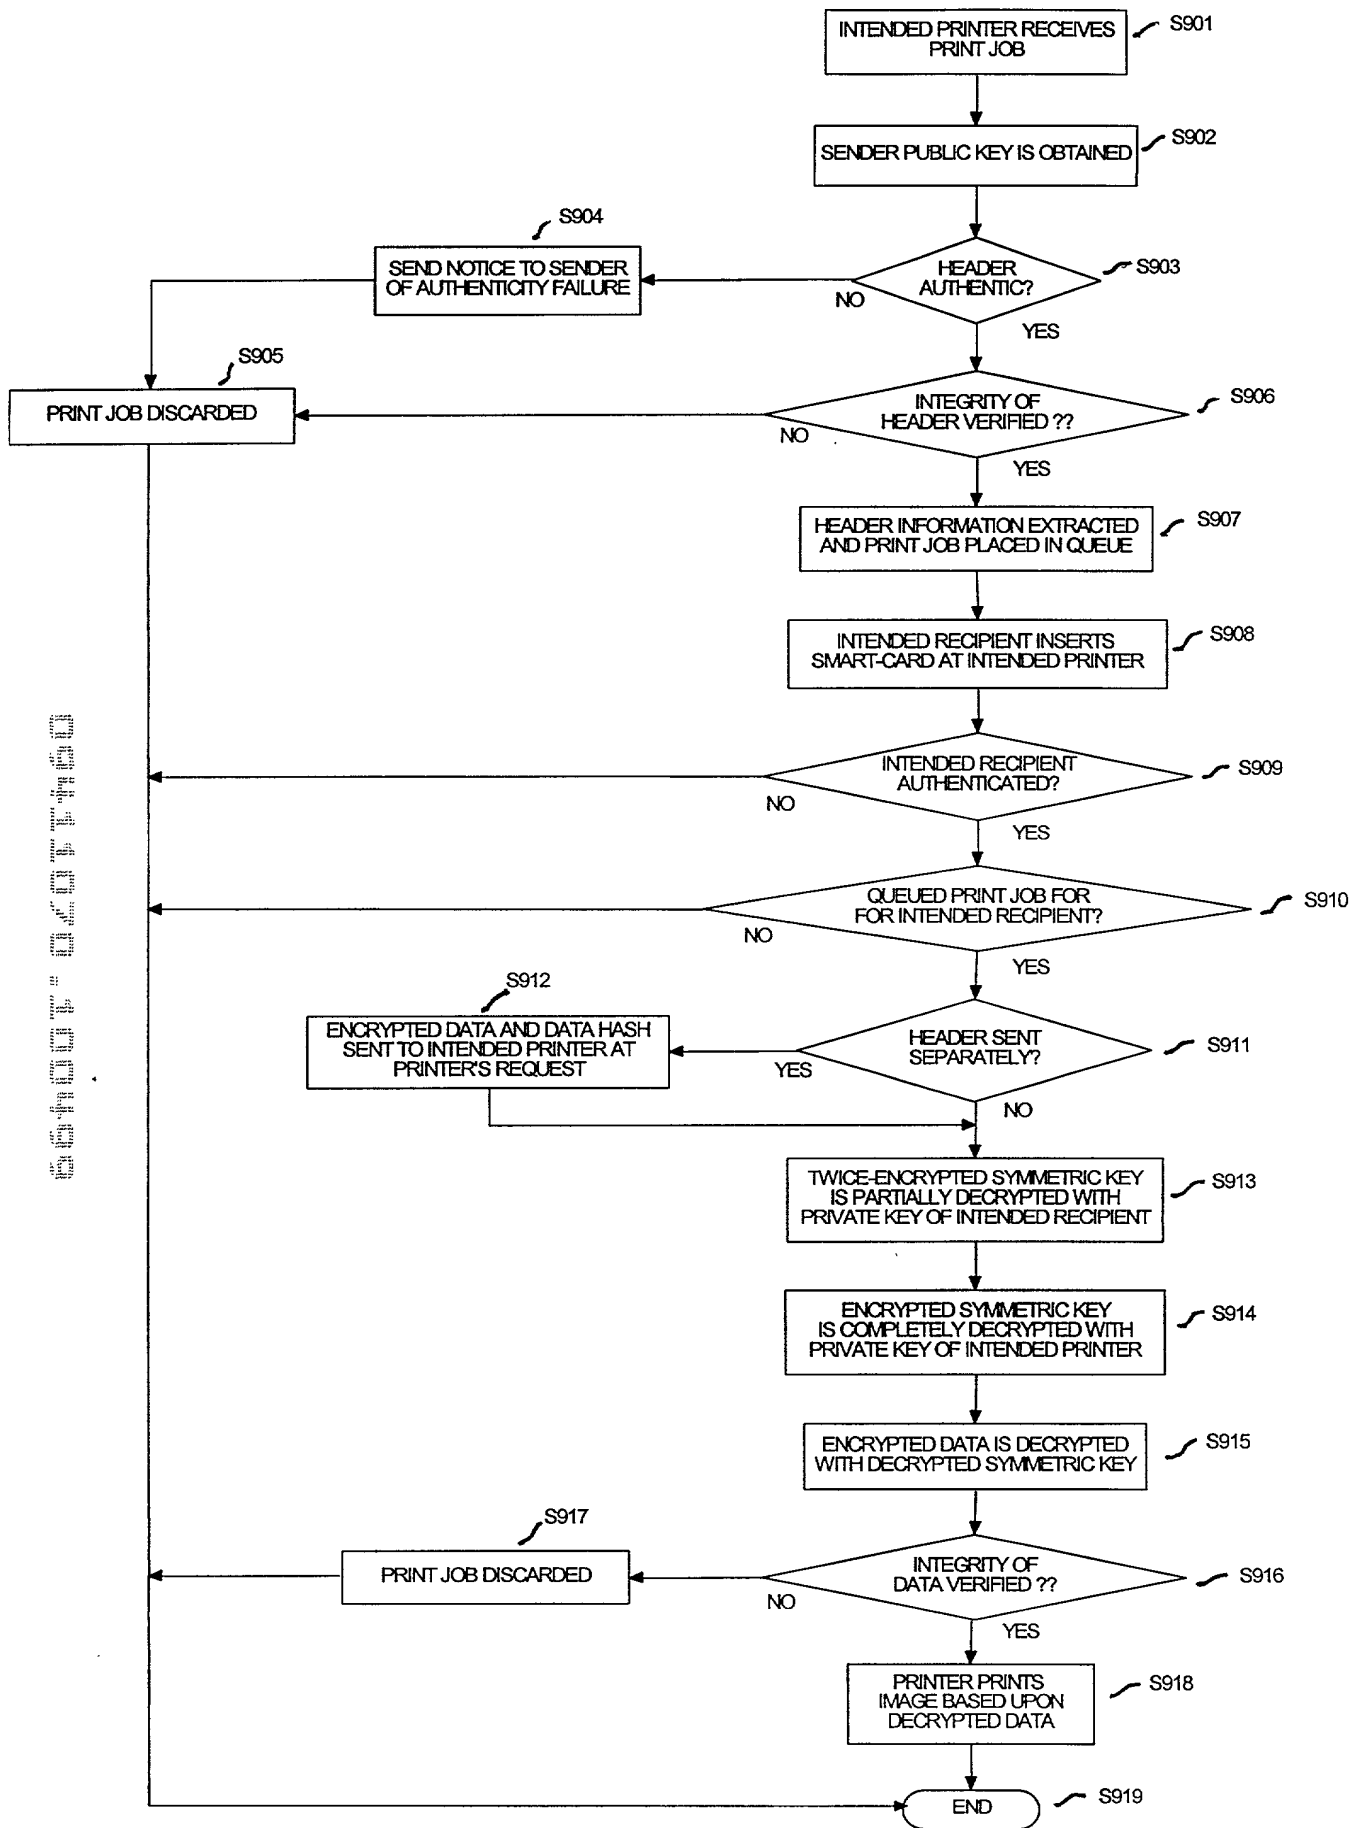 INTENDED PRINTER RECEIVES
PRINT JOB
S901
SENDER PUBLIC KEY IS OBTAINED
S902
S904
SEND NOTICE TO SENDER
OF AUTHENTICITY FAILURE
HEADER
AUTHENTIC?
S903
NO
YES
S905
PRINT JOB DISCARDED
INTEGRITY OF
HEADER VERIFIED ??
S906
NO
YES
HEADER INFORMATION EXTRACTED
AND PRINT JOB PLACED IN QUEUE
S907
INTENDED RECIPIENT INSERTS
SMART-CARD AT INTENDED PRINTER
S908
INTENDED RECIPIENT
AUTHENTICATED?
S909
NO
YES
QUEUED PRINT JOB FOR
FOR INTENDED RECIPIENT?
S910
NO
YES
S912
ENCRYPTED DATA AND DATA HASH
SENT TO INTENDED PRINTER AT
PRINTER'S REQUEST
HEADER SENT
SEPARATELY?
S911
YES
NO
TWICE-ENCRYPTED SYMMETRIC KEY
IS PARTIALLY DECRYPTED WITH
PRIVATE KEY OF INTENDED RECIPIENT
S913
ENCRYPTED SYMMETRIC KEY
IS COMPLETELY DECRYPTED WITH
PRIVATE KEY OF INTENDED PRINTER
S914
ENCRYPTED DATA IS DECRYPTED
WITH DECRYPTED SYMMETRIC KEY
S915
S917
PRINT JOB DISCARDED
INTEGRITY OF
DATA VERIFIED ??
S916
NO
YES
PRINTER PRINTS
IMAGE BASED UPON
DECRYPTED DATA
S918
END
S919
09411070.100499